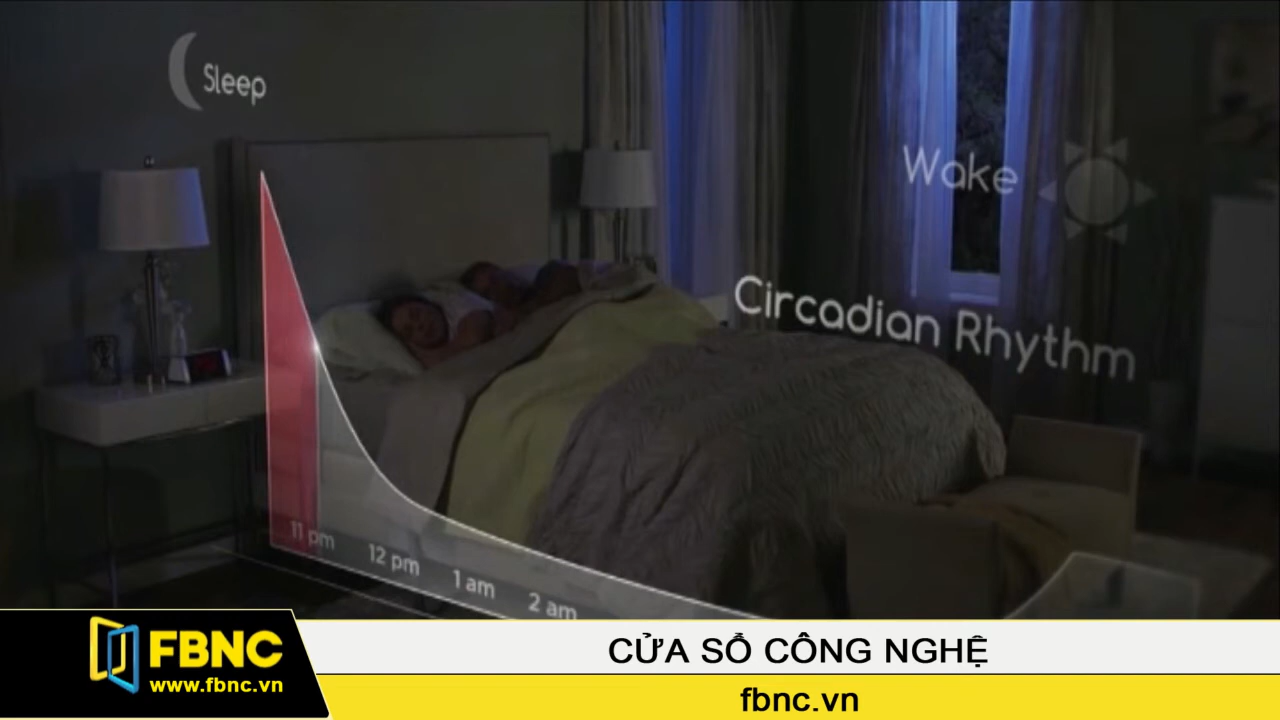 Sleep
Wake
Circadian Rhythm
11 pm
12 pm
1 am
2 am
FBNC
www.fbnc.vn
CỬA SỔ CÔNG NGHỆ
fbnc.vn